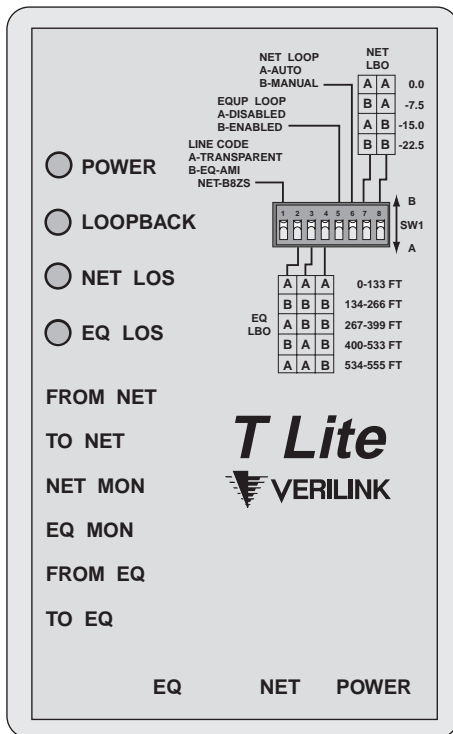 NET LOOP
A-AUTO
B-MANUAL
NET
LBO
A A 0.0
B A -7.5
A B -15.0
B B -22.5
EQUP LOOP
A-DISABLED
B-ENABLED
LINE CODE
A-TRANSPARENT
B-EQ-AMI
NET-B8ZS
1 2 3 4 5 6 7 8
B
SW1
A
EQ
LBO
A A A 0-133 FT
B B B 134-266 FT
A B B 267-399 FT
B A B 400-533 FT
A A B 534-555 FT
POWER
LOOPBACK
NET LOS
EQ LOS
FROM NET
TO NET
NET MON
EQ MON
FROM EQ
TO EQ
T Lite
VERILINK
EQ NET POWER